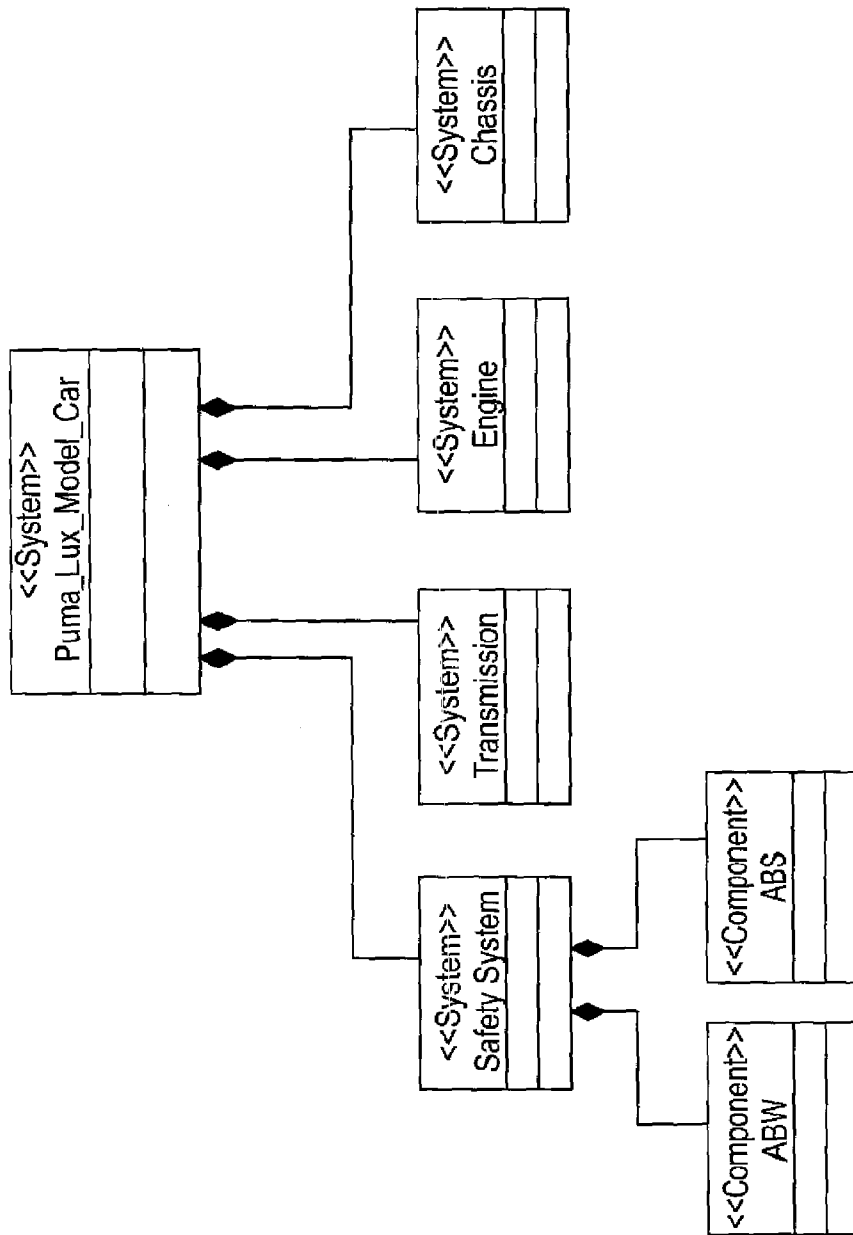 <<System>>
Puma_Lux_Model_Car
<<System>>
Safety System
<<System>>
Transmission
<<System>>
Engine
<<System>>
Chassis
<<Component>>
ABW
<<Component>>
ABS